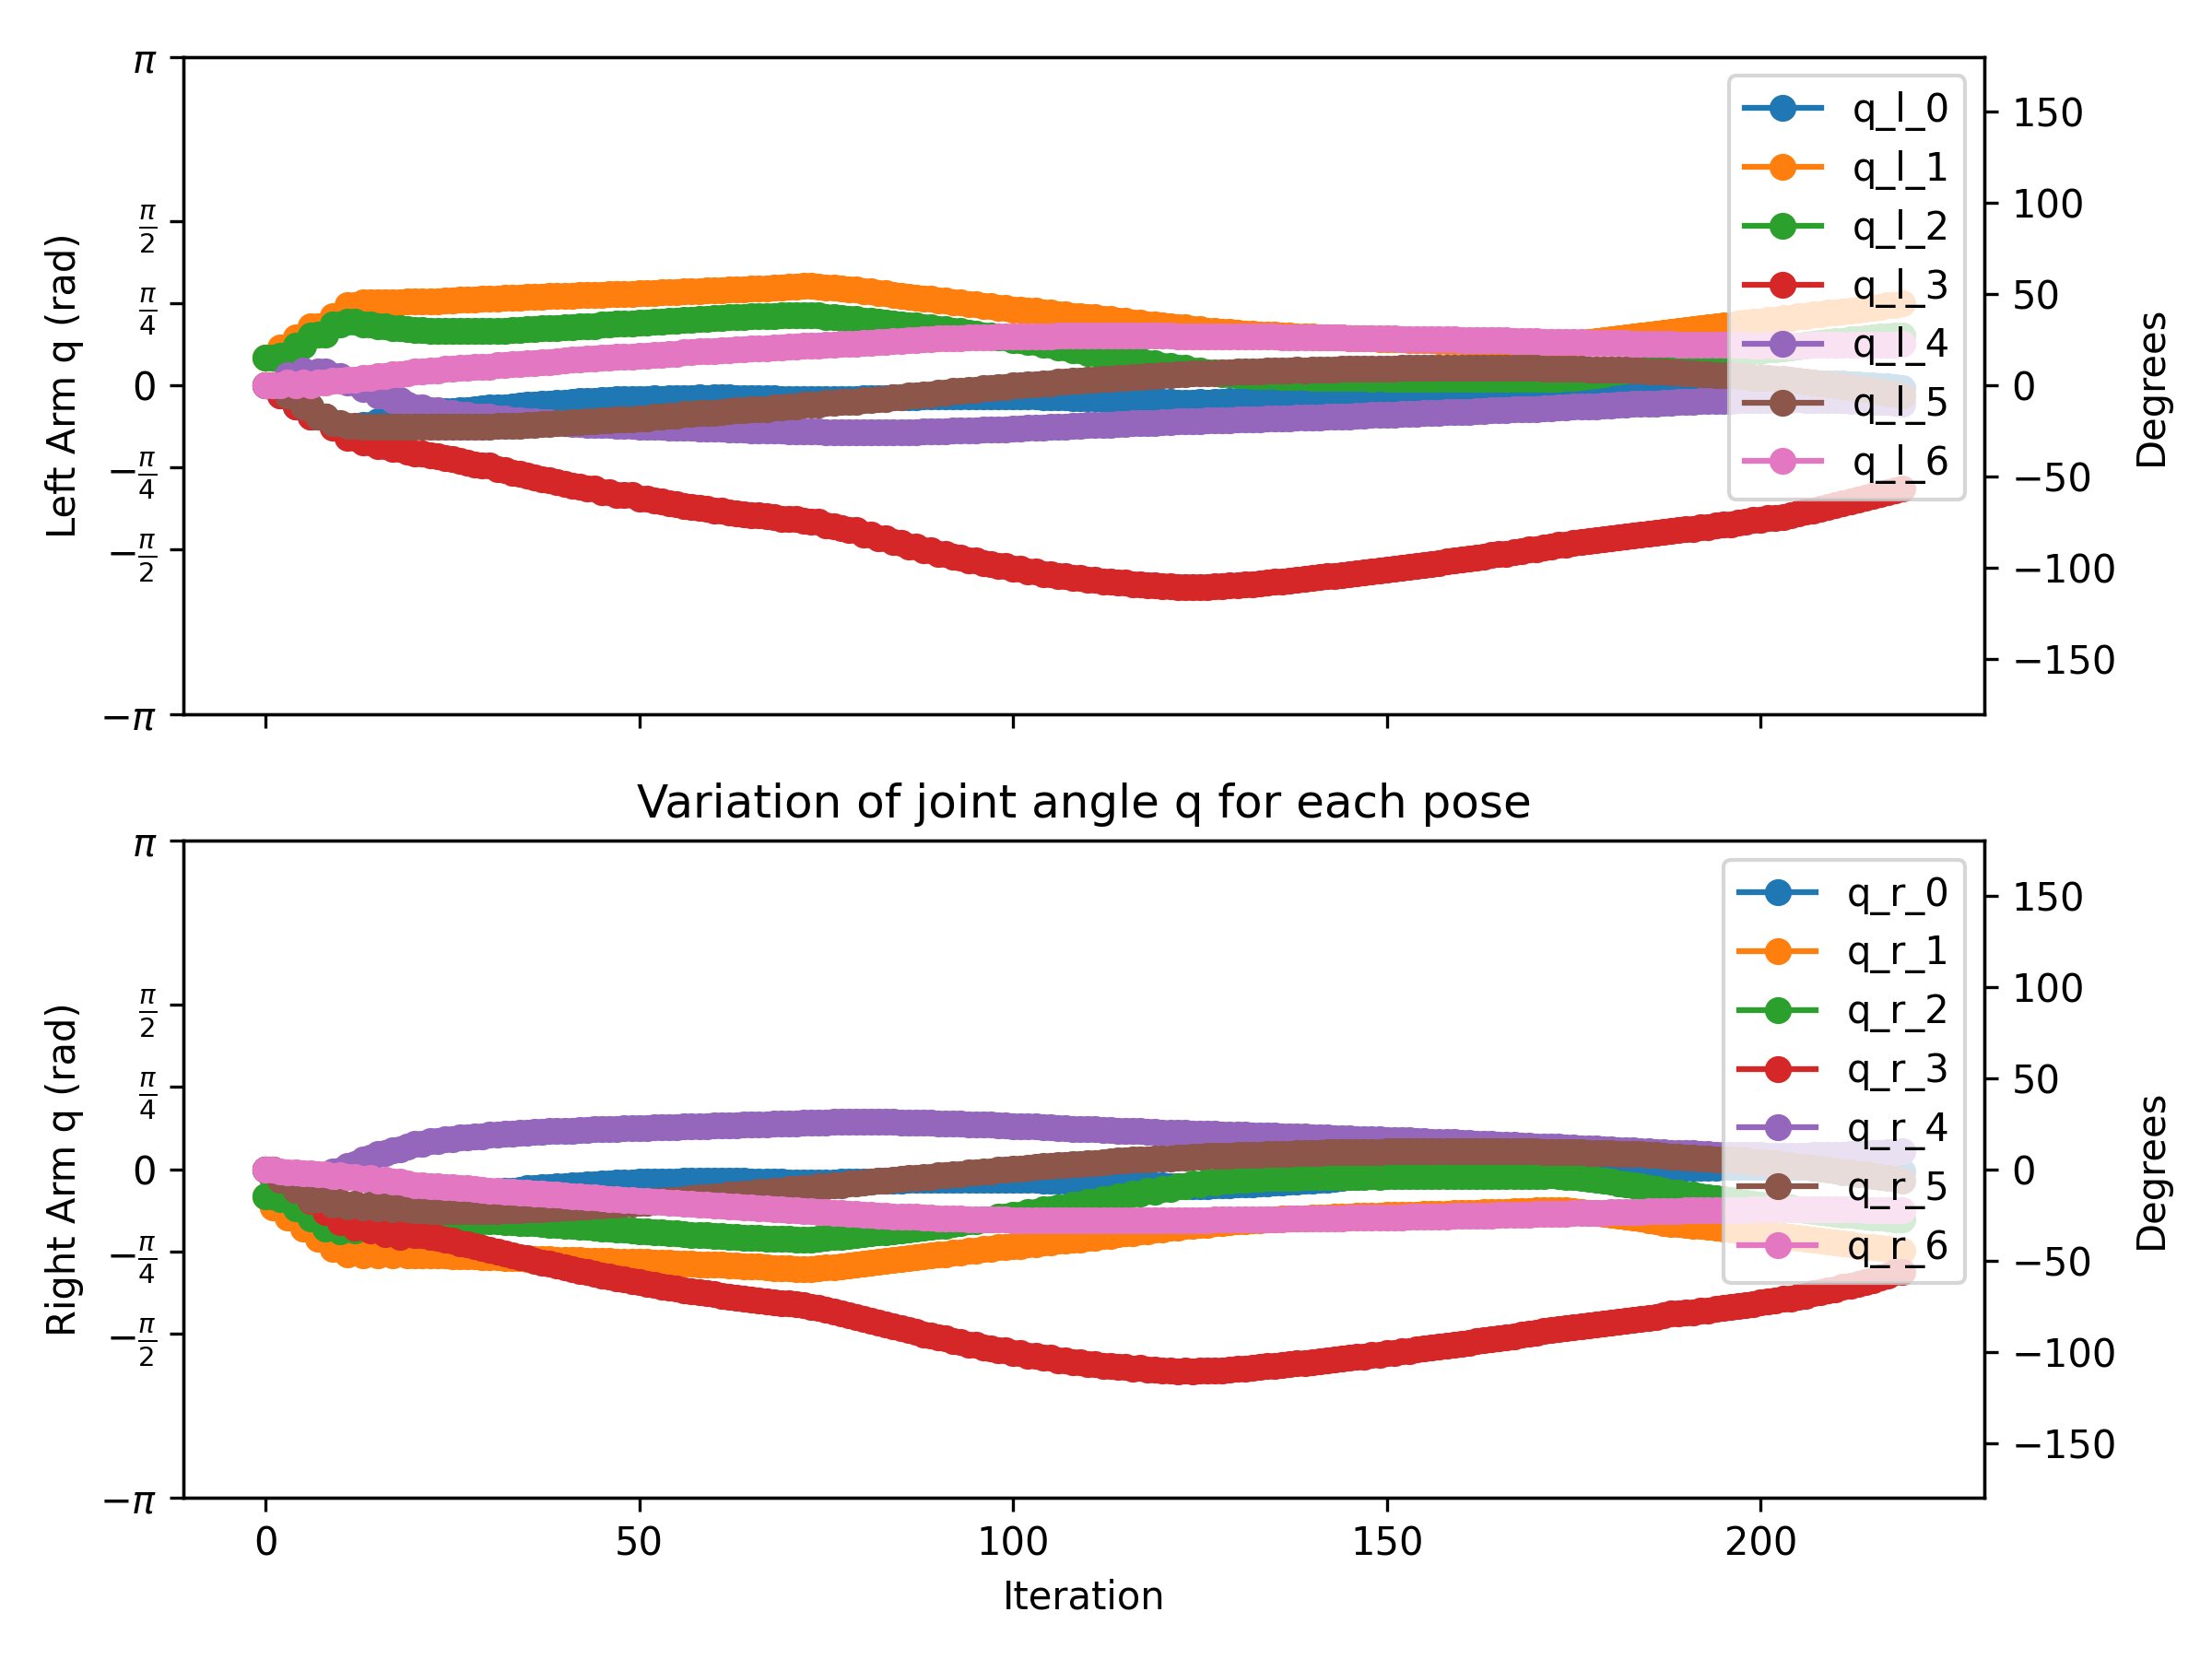 π
π/2
π/4
0
−π/4
−π/2
−π
Left Arm q (rad)
q_l_0
q_l_1
q_l_2
q_l_3
q_l_4
q_l_5
q_l_6
150
100
50
0
−50
−100
−150
Degrees
Variation of joint angle q for each pose
π
π/2
π/4
0
−π/4
−π/2
−π
Right Arm q (rad)
q_r_0
q_r_1
q_r_2
q_r_3
q_r_4
q_r_5
q_r_6
150
100
50
0
−50
−100
−150
Degrees
0 50 100 150 200
Iteration